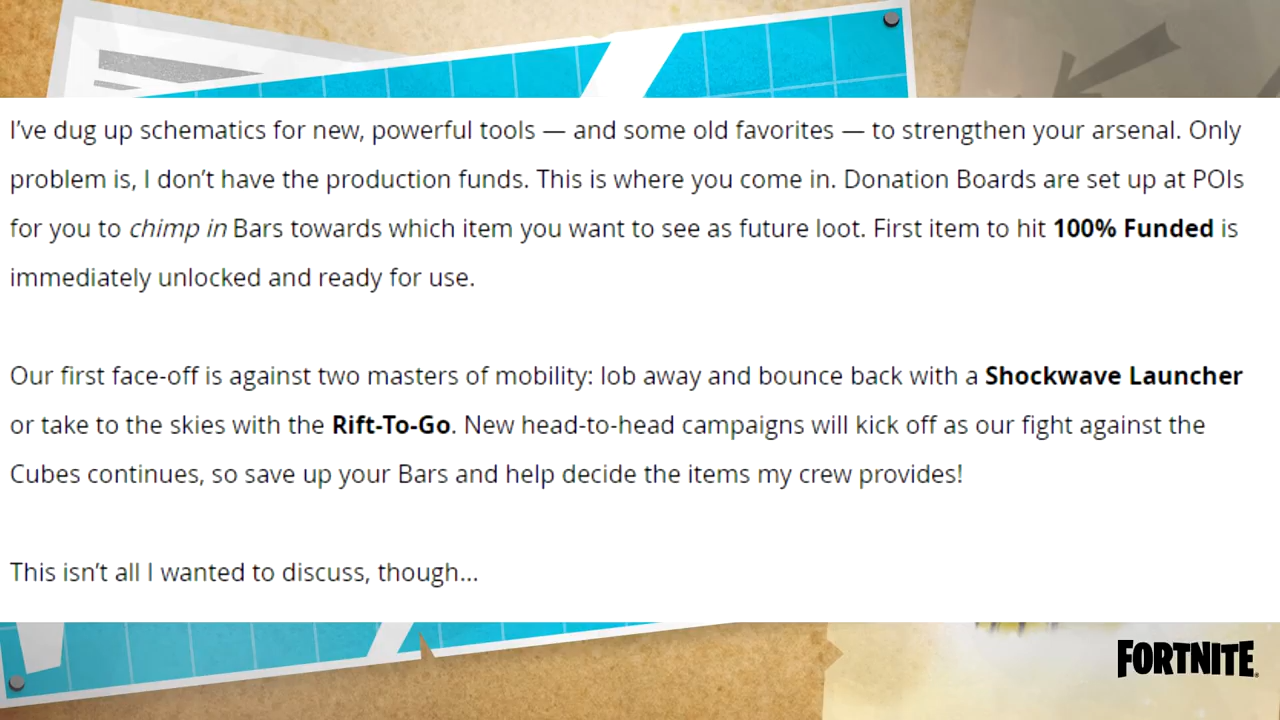 I’ve dug up schematics for new, powerful tools — and some old favorites — to strengthen your arsenal. Only
problem is, I don’t have the production funds. This is where you come in. Donation Boards are set up at POIs
for you to chimp in Bars towards which item you want to see as future loot. First item to hit 100% Funded is
immediately unlocked and ready for use.
Our first face-off is against two masters of mobility: lob away and bounce back with a Shockwave Launcher
or take to the skies with the Rift-To-Go. New head-to-head campaigns will kick off as our fight against the
Cubes continues, so save up your Bars and help decide the items my crew provides!
This isn’t all I wanted to discuss, though...
FORTNITE